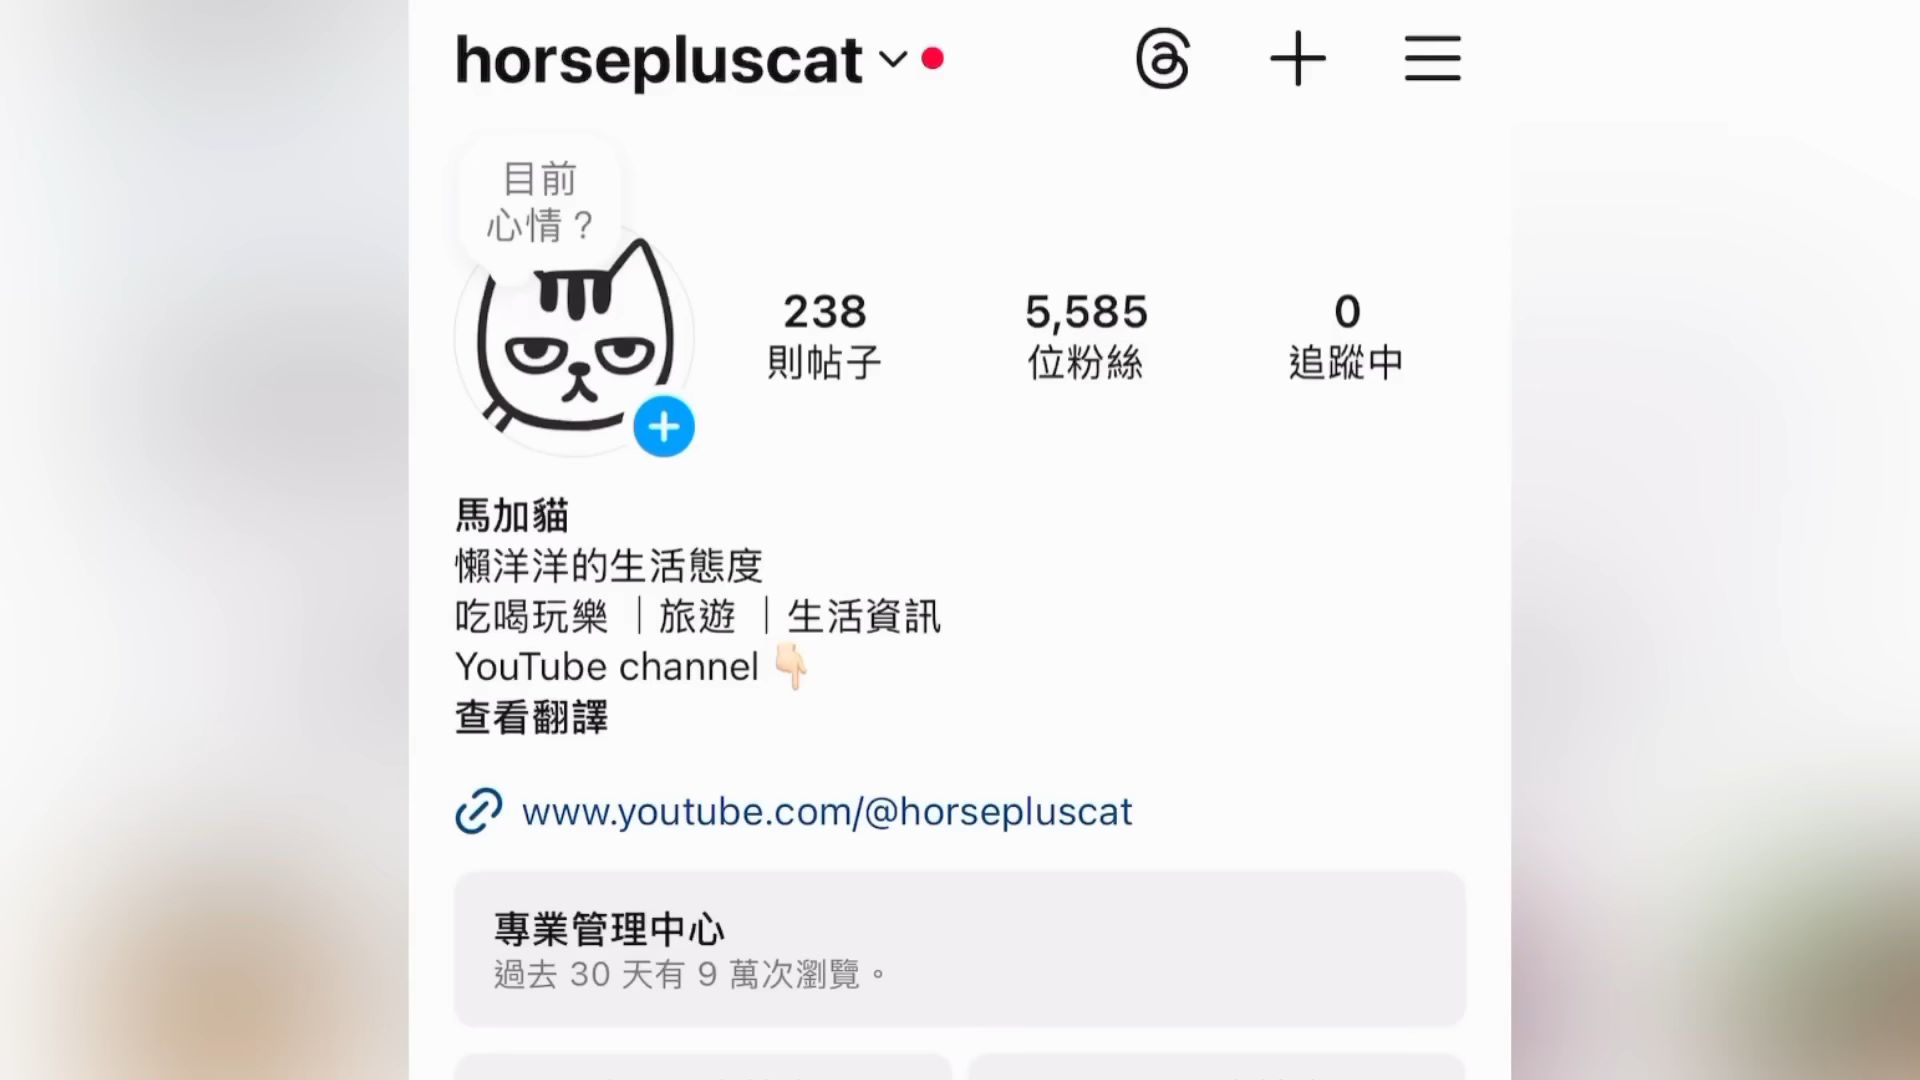 horsepluscat
目前
心情？
238
則帖子
5,585
位粉絲
0
追蹤中
馬加貓
懶洋洋的生活態度
吃喝玩樂｜旅遊｜生活資訊
YouTube channel 👇🏻
查看翻譯
www.youtube.com/@horsepluscat
專業管理中心
過去 30 天有 9 萬次瀏覽。